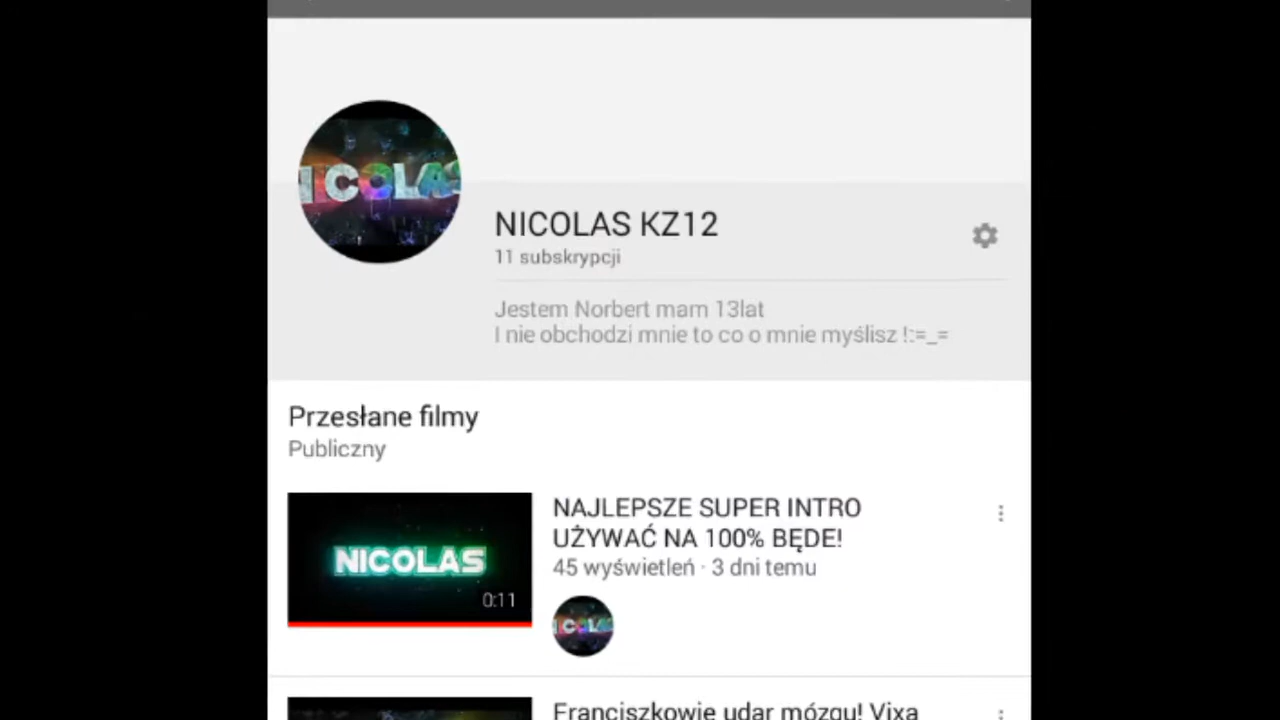 NICOLAS
NICOLAS KZ12
11 subskrypcji
Jestem Norbert mam 13lat
I nie obchodzi mnie to co o mnie myślisz !:=_=
Przesłane filmy
Publiczny
NICOLAS
0:11
NAJLEPSZE SUPER INTRO
UŻYWAĆ NA 100% BĘDE!
45 wyświetleń · 3 dni temu
NICOLAS
Franciszkowie udar mózgu! Vixa